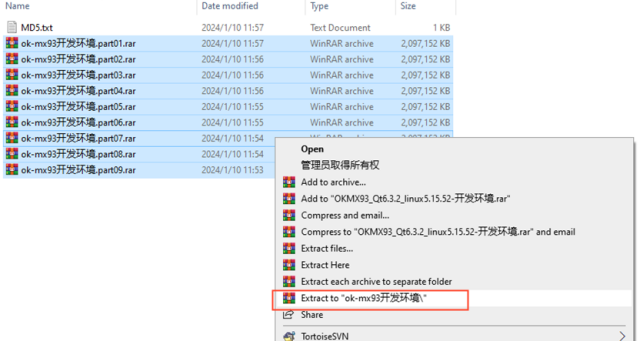 Name Date modified Type Size
MD5.txt 2024/1/10 11:57 Text Document 1 KB
ok-mx93开发环境.part01.rar 2024/1/10 11:57 WinRAR archive 2,097,152 KB
ok-mx93开发环境.part02.rar 2024/1/10 11:56 WinRAR archive 2,097,152 KB
ok-mx93开发环境.part03.rar 2024/1/10 11:56 WinRAR archive 2,097,152 KB
ok-mx93开发环境.part04.rar 2024/1/10 11:56 WinRAR archive 2,097,152 KB
ok-mx93开发环境.part05.rar 2024/1/10 11:55 WinRAR archive 2,097,152 KB
ok-mx93开发环境.part06.rar 2024/1/10 11:55 WinRAR archive 2,097,152 KB
ok-mx93开发环境.part07.rar 2024/1/10 11:54
ok-mx93开发环境.part08.rar 2024/1/10 11:54
ok-mx93开发环境.part09.rar 2024/1/10 11:53
Open
管理员取得所有权
Add to archive...
Add to "OKMX93_Qt6.3.2_linux5.15.52-开发环境.rar"
Compress and email...
Compress to "OKMX93_Qt6.3.2_linux5.15.52-开发环境.rar" and email
Extract files...
Extract Here
Extract each archive to separate folder
Extract to "ok-mx93开发环境\"
Share
TortoiseSVN